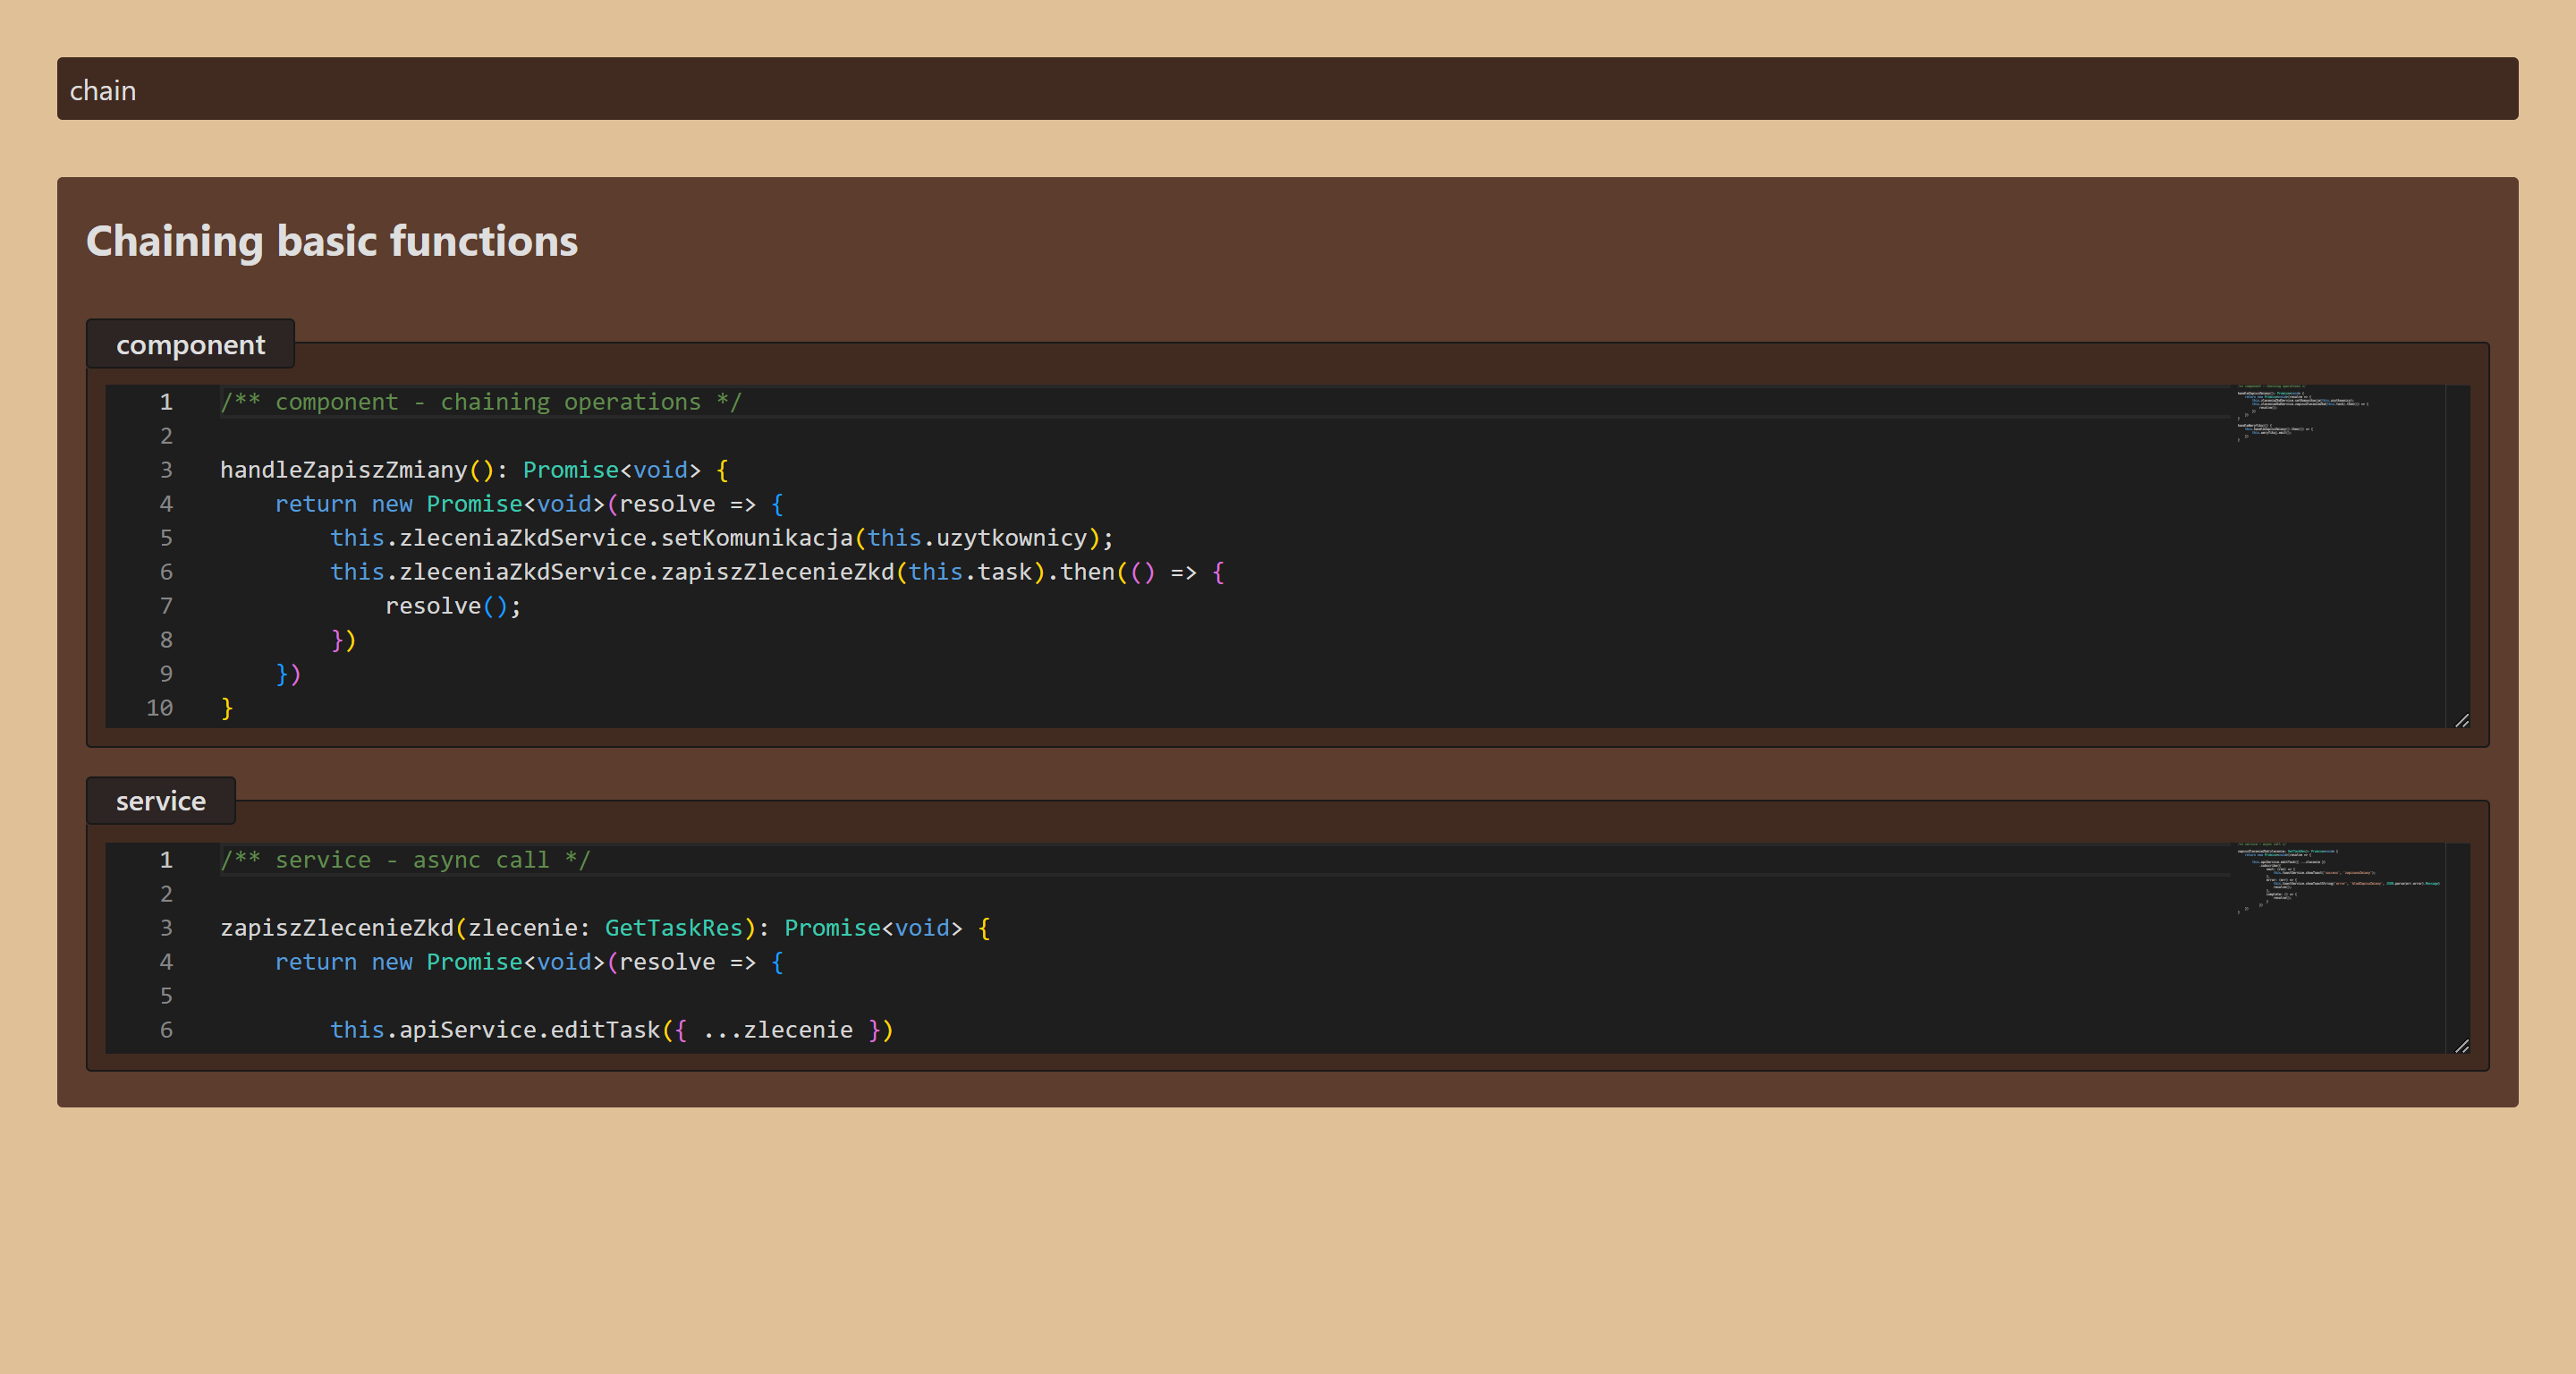 chain
Chaining basic functions
component
1 /** component - chaining operations */
2
3 handleZapiszZmiany(): Promise<void> {
4     return new Promise<void>(resolve => {
5         this.zleceniaZkdService.setKomunikacja(this.uzytkownicy);
6         this.zleceniaZkdService.zapiszZlecenieZkd(this.task).then(() => {
7             resolve();
8         })
9     })
10 }
service
1 /** service - async call */
2
3 zapiszZlecenieZkd(zlecenie: GetTaskRes): Promise<void> {
4     return new Promise<void>(resolve => {
5
6         this.apiService.editTask({ ...zlecenie })